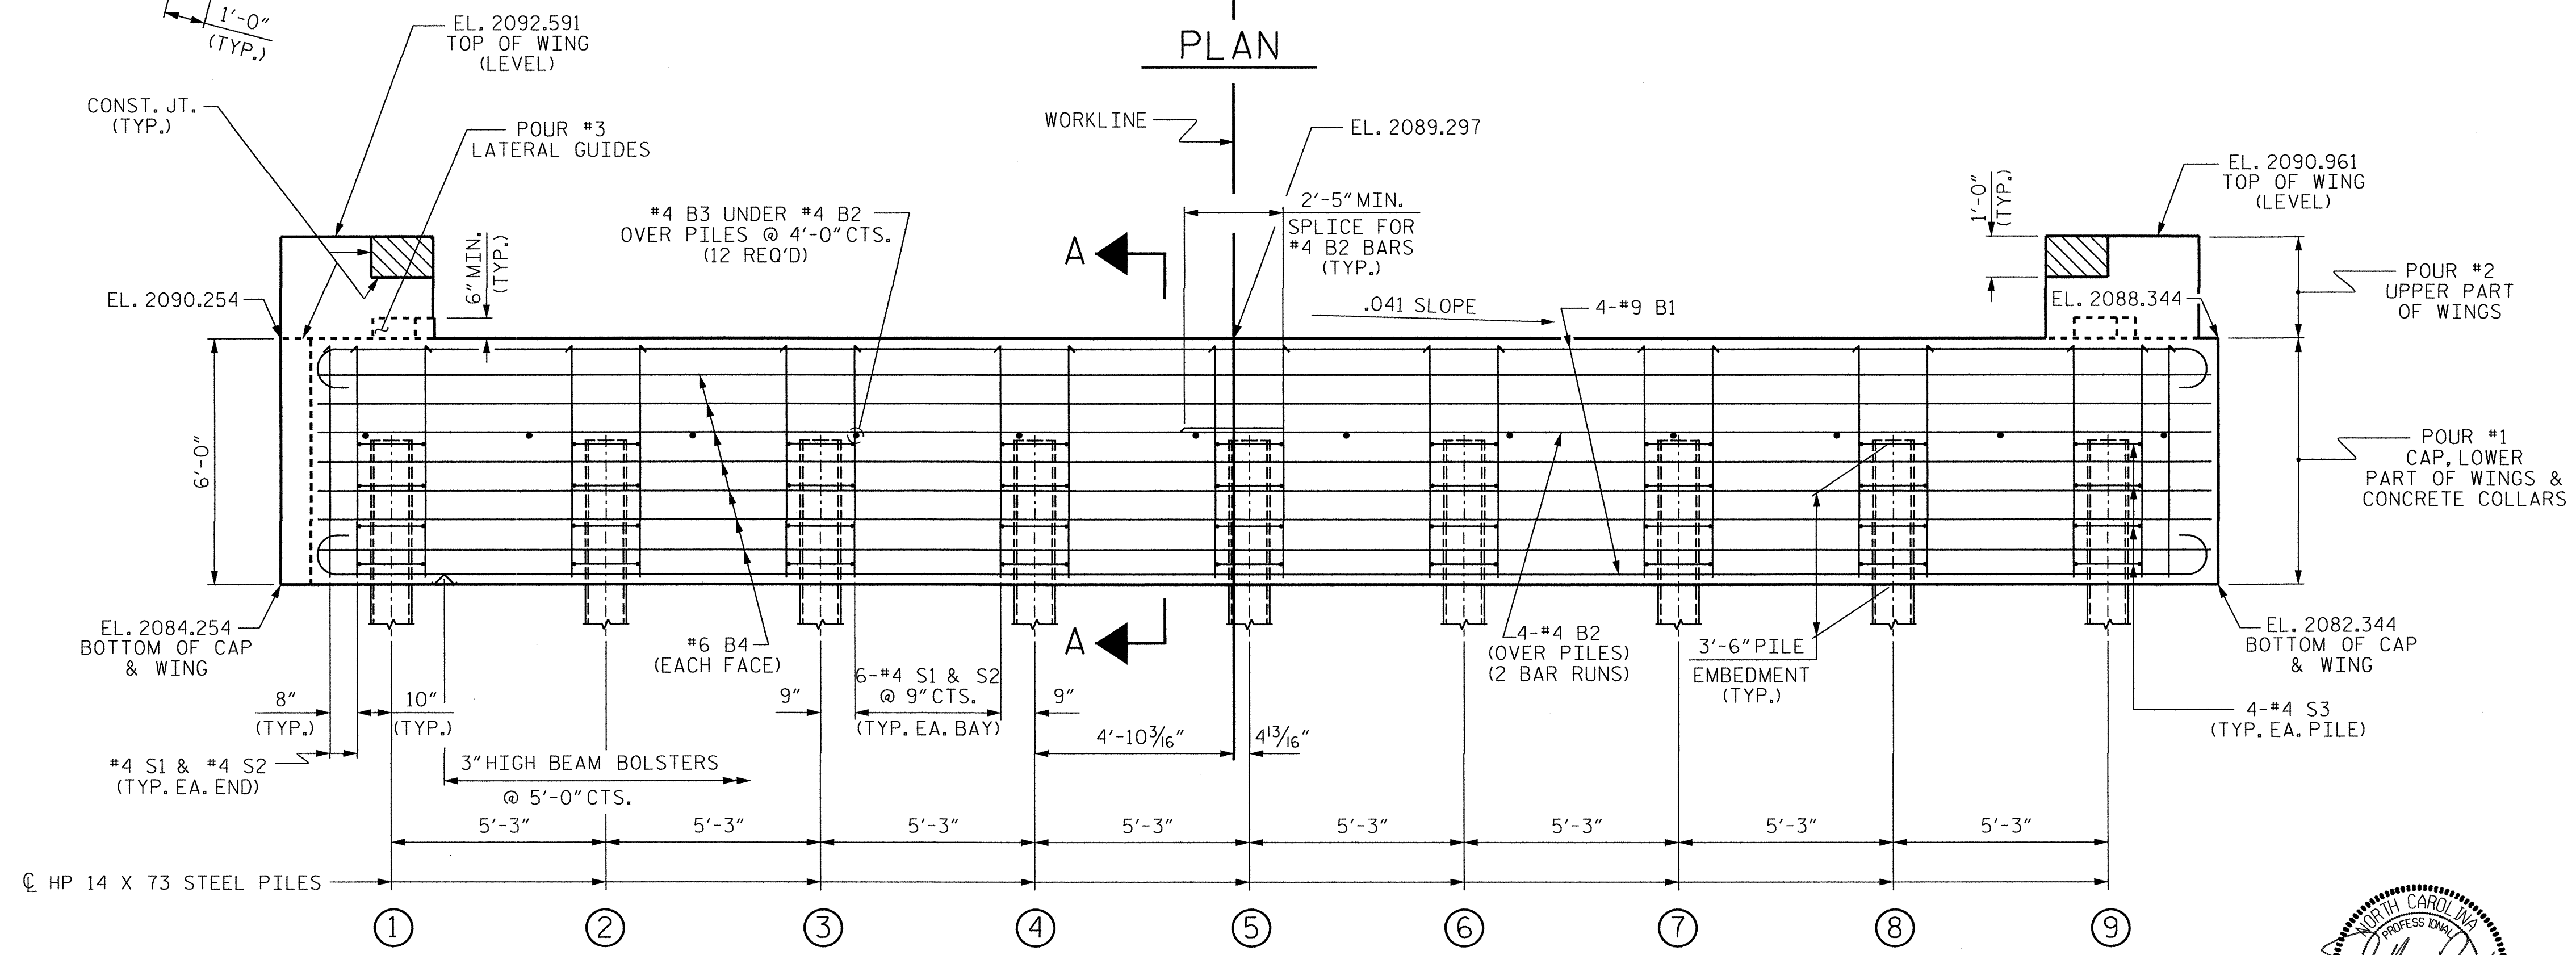 1'-0"
(TYP.)
EL. 2092.591
TOP OF WING
(LEVEL)
PLAN
CONST. JT.
(TYP.)
POUR #3
LATERAL GUIDES
WORKLINE
EL. 2089.297
#4 B3 UNDER #4 B2
OVER PILES @ 4'-0" CTS.
(12 REQ'D)
2'-5" MIN.
SPLICE FOR
#4 B2 BARS
(TYP.)
1'-0"
(TYP.)
EL. 2090.961
TOP OF WING
(LEVEL)
A
6" MIN.
(TYP.)
EL. 2090.254
.041 SLOPE
4-#9 B1
EL. 2088.344
POUR #2
UPPER PART
OF WINGS
6'-0"
POUR #1
CAP, LOWER
PART OF WINGS &
CONCRETE COLLARS
EL. 2084.254
BOTTOM OF CAP
& WING
#6 B4
(EACH FACE)
A
4-#4 B2
(OVER PILES)
(2 BAR RUNS)
3'-6" PILE
EMBEDMENT
(TYP.)
EL. 2082.344
BOTTOM OF CAP
& WING
8"
(TYP.)
10"
(TYP.)
9"
6-#4 S1 & S2
@ 9" CTS.
(TYP. EA. BAY)
9"
4-#4 S3
(TYP. EA. PILE)
#4 S1 & #4 S2
(TYP. EA. END)
3" HIGH BEAM BOLSTERS
@ 5'-0" CTS.
4'-10 3/16"
4 13/16"
5'-3" 5'-3" 5'-3" 5'-3" 5'-3" 5'-3" 5'-3" 5'-3"
℄ HP 14 X 73 STEEL PILES
1 2 3 4 5 6 7 8 9
NORTH CAROLINA
PROFESSIONAL